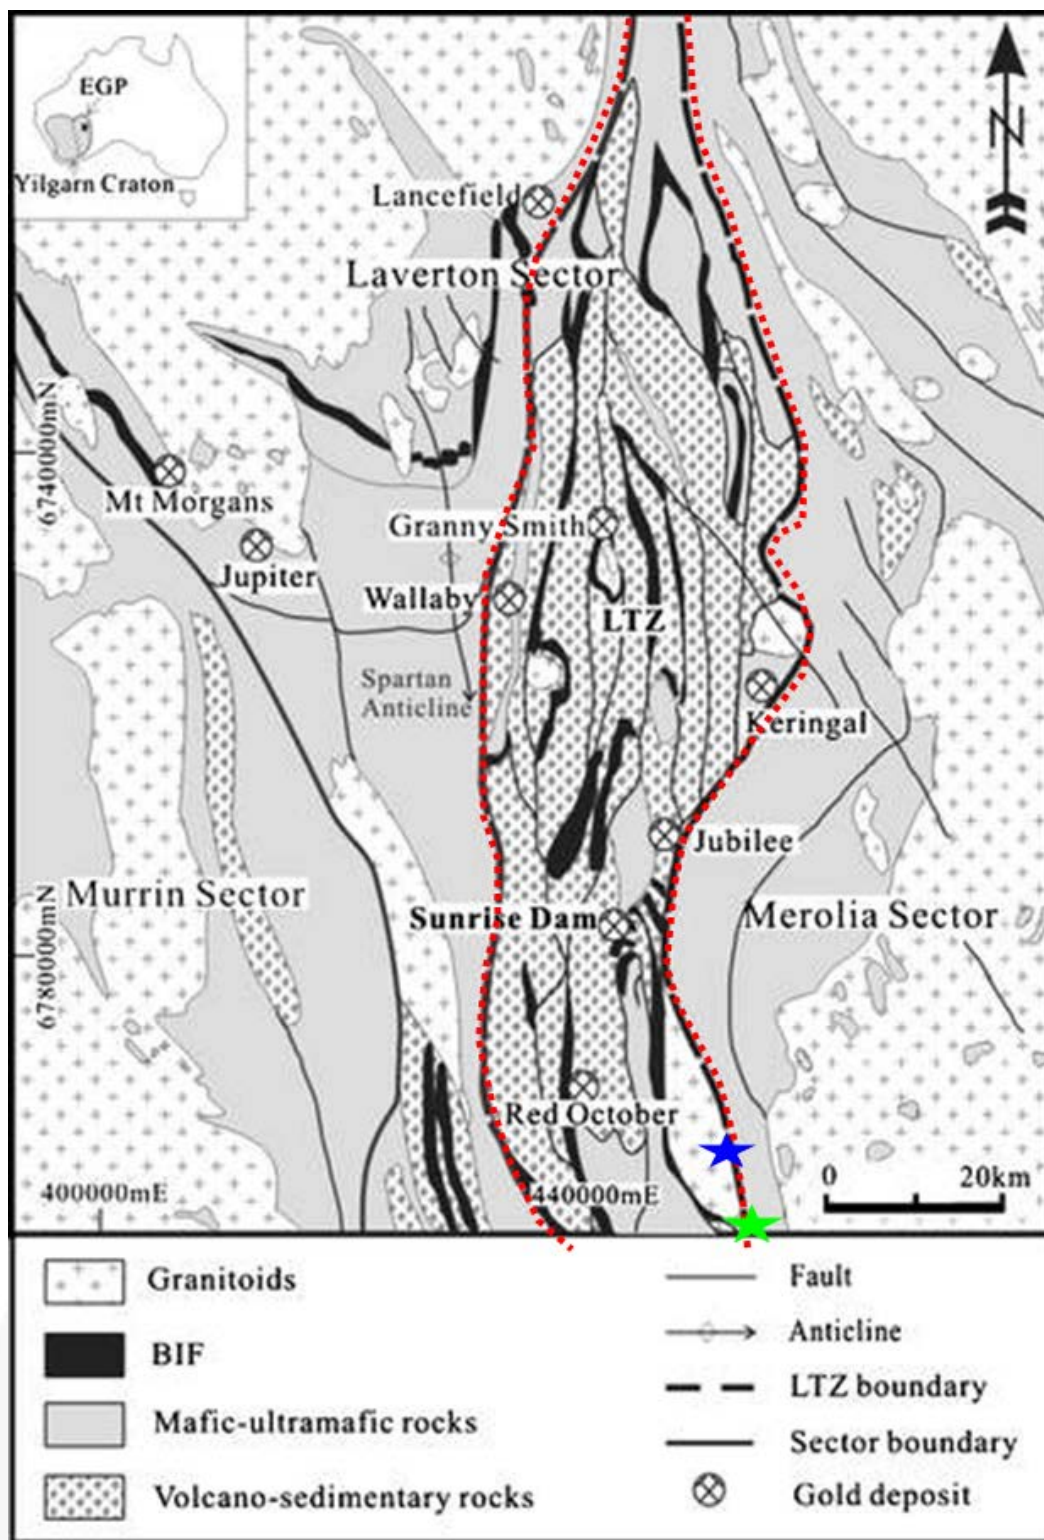 EGP
Yilgarn Craton
N
Lancefield
Laverton Sector
6740000mN
Mt Morgans
Granny Smith
Jupiter
Wallaby
LTZ
Spartan
Anticline
Keringal
Jubilee
Murrin Sector
Sunrise Dam
Merolia Sector
6780000mN
Red October
400000mE
440000mE
0
20km
Granitoids
Fault
BIF
Anticline
Mafic-ultramafic rocks
LTZ boundary
Sector boundary
Volcano-sedimentary rocks
Gold deposit